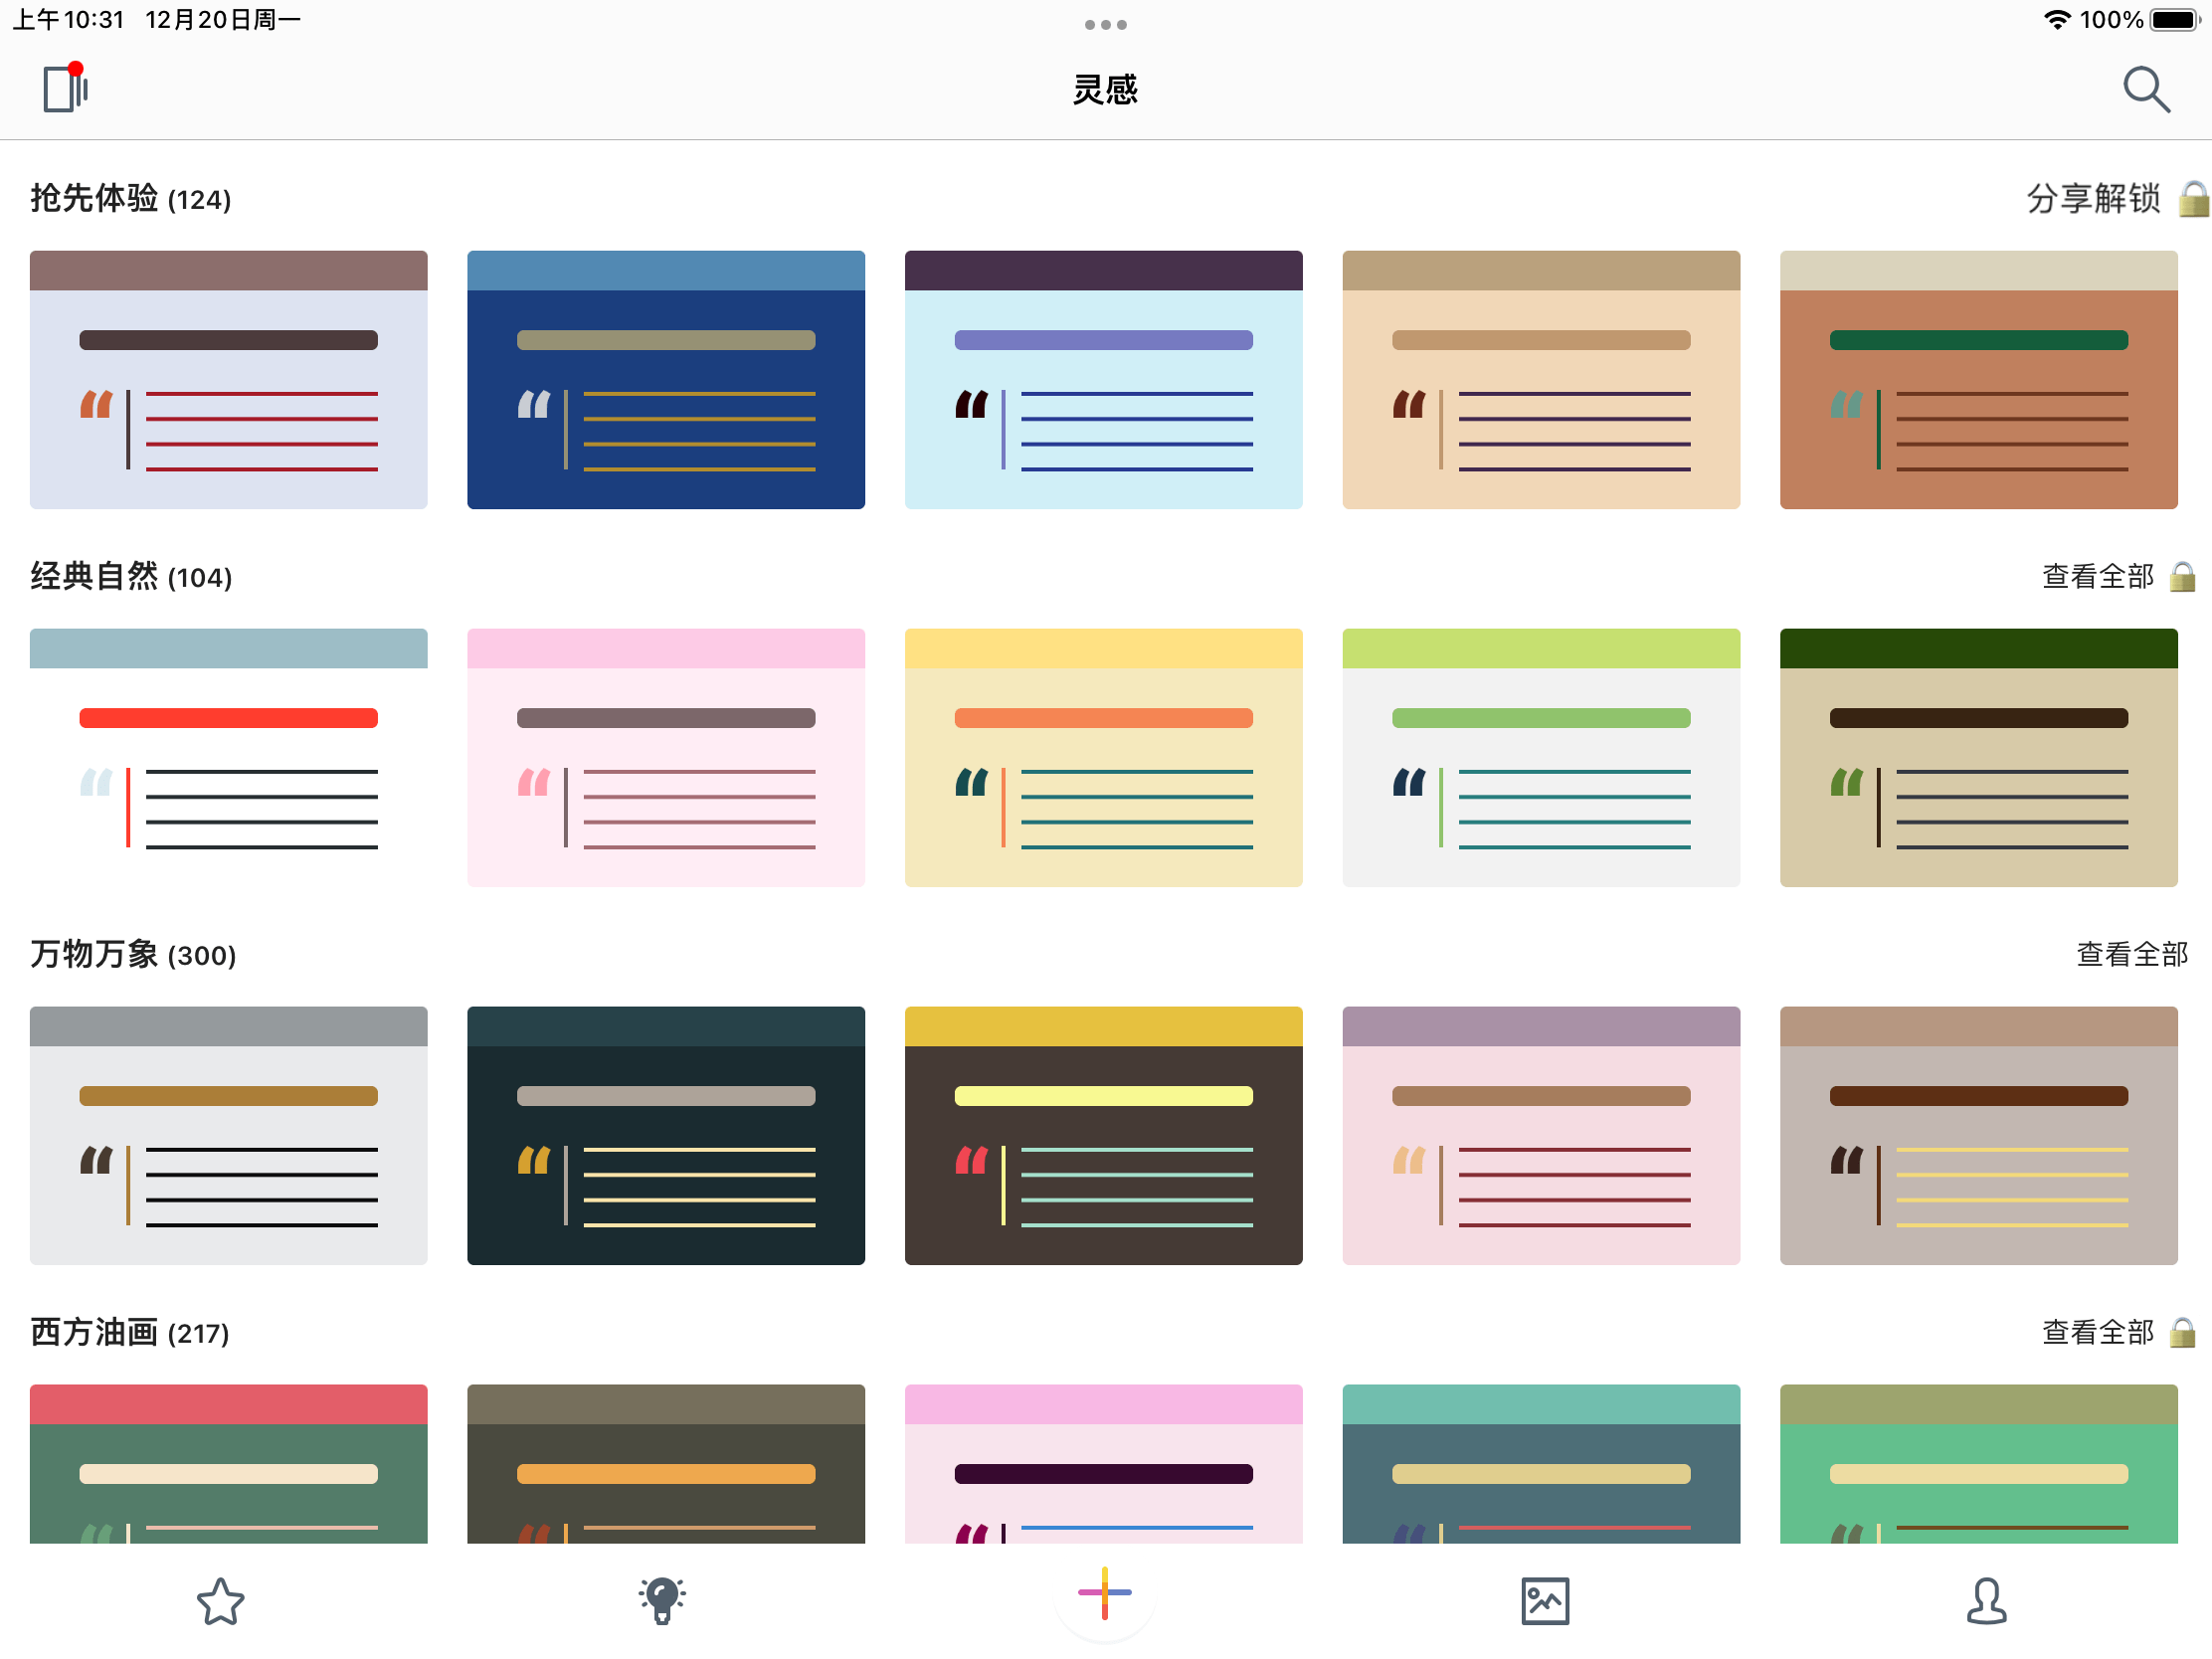 上午10:31 12月20日周一
100%
灵感
抢先体验 (124)
分享解锁
经典自然 (104)
查看全部
万物万象 (300)
查看全部
西方油画 (217)
查看全部